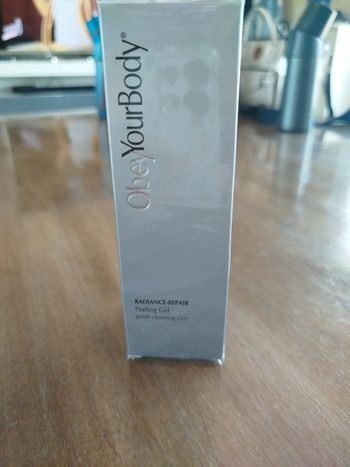 ObeyYourBody®
RADIANCE-REPAIR
Peeling Gel
gentle cleansing care